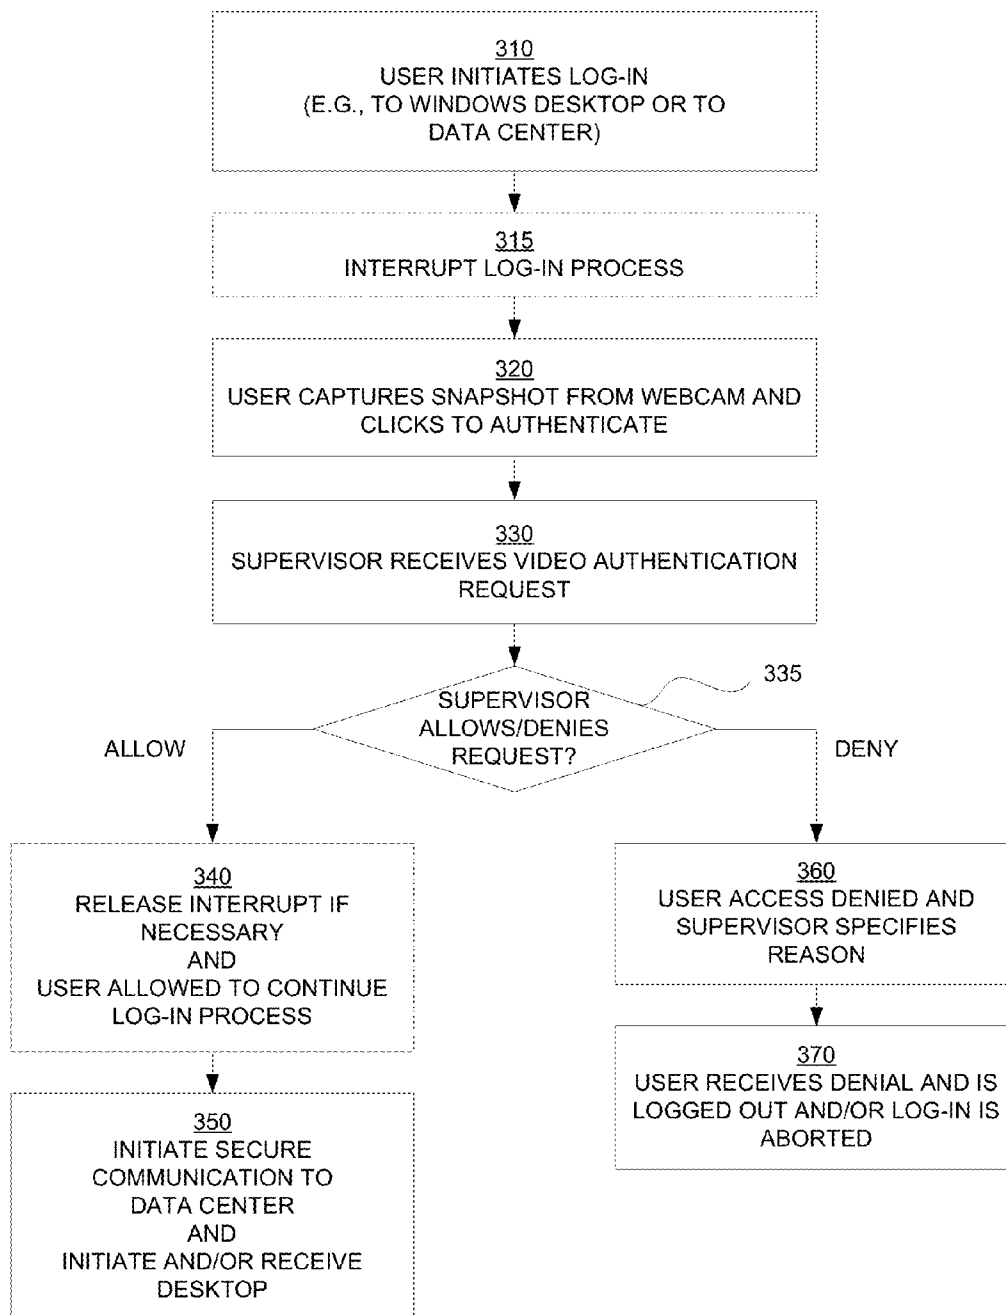 310
USER INITIATES LOG-IN
(E.G., TO WINDOWS DESKTOP OR TO
DATA CENTER)
315
INTERRUPT LOG-IN PROCESS
320
USER CAPTURES SNAPSHOT FROM WEBCAM AND
CLICKS TO AUTHENTICATE
330
SUPERVISOR RECEIVES VIDEO AUTHENTICATION
REQUEST
335
SUPERVISOR
ALLOWS/DENIES
REQUEST?
ALLOW
DENY
340
RELEASE INTERRUPT IF
NECESSARY
AND
USER ALLOWED TO CONTINUE
LOG-IN PROCESS
350
INITIATE SECURE
COMMUNICATION TO
DATA CENTER
AND
INITIATE AND/OR RECEIVE
DESKTOP
360
USER ACCESS DENIED AND
SUPERVISOR SPECIFIES
REASON
370
USER RECEIVES DENIAL AND IS
LOGGED OUT AND/OR LOG-IN IS
ABORTED